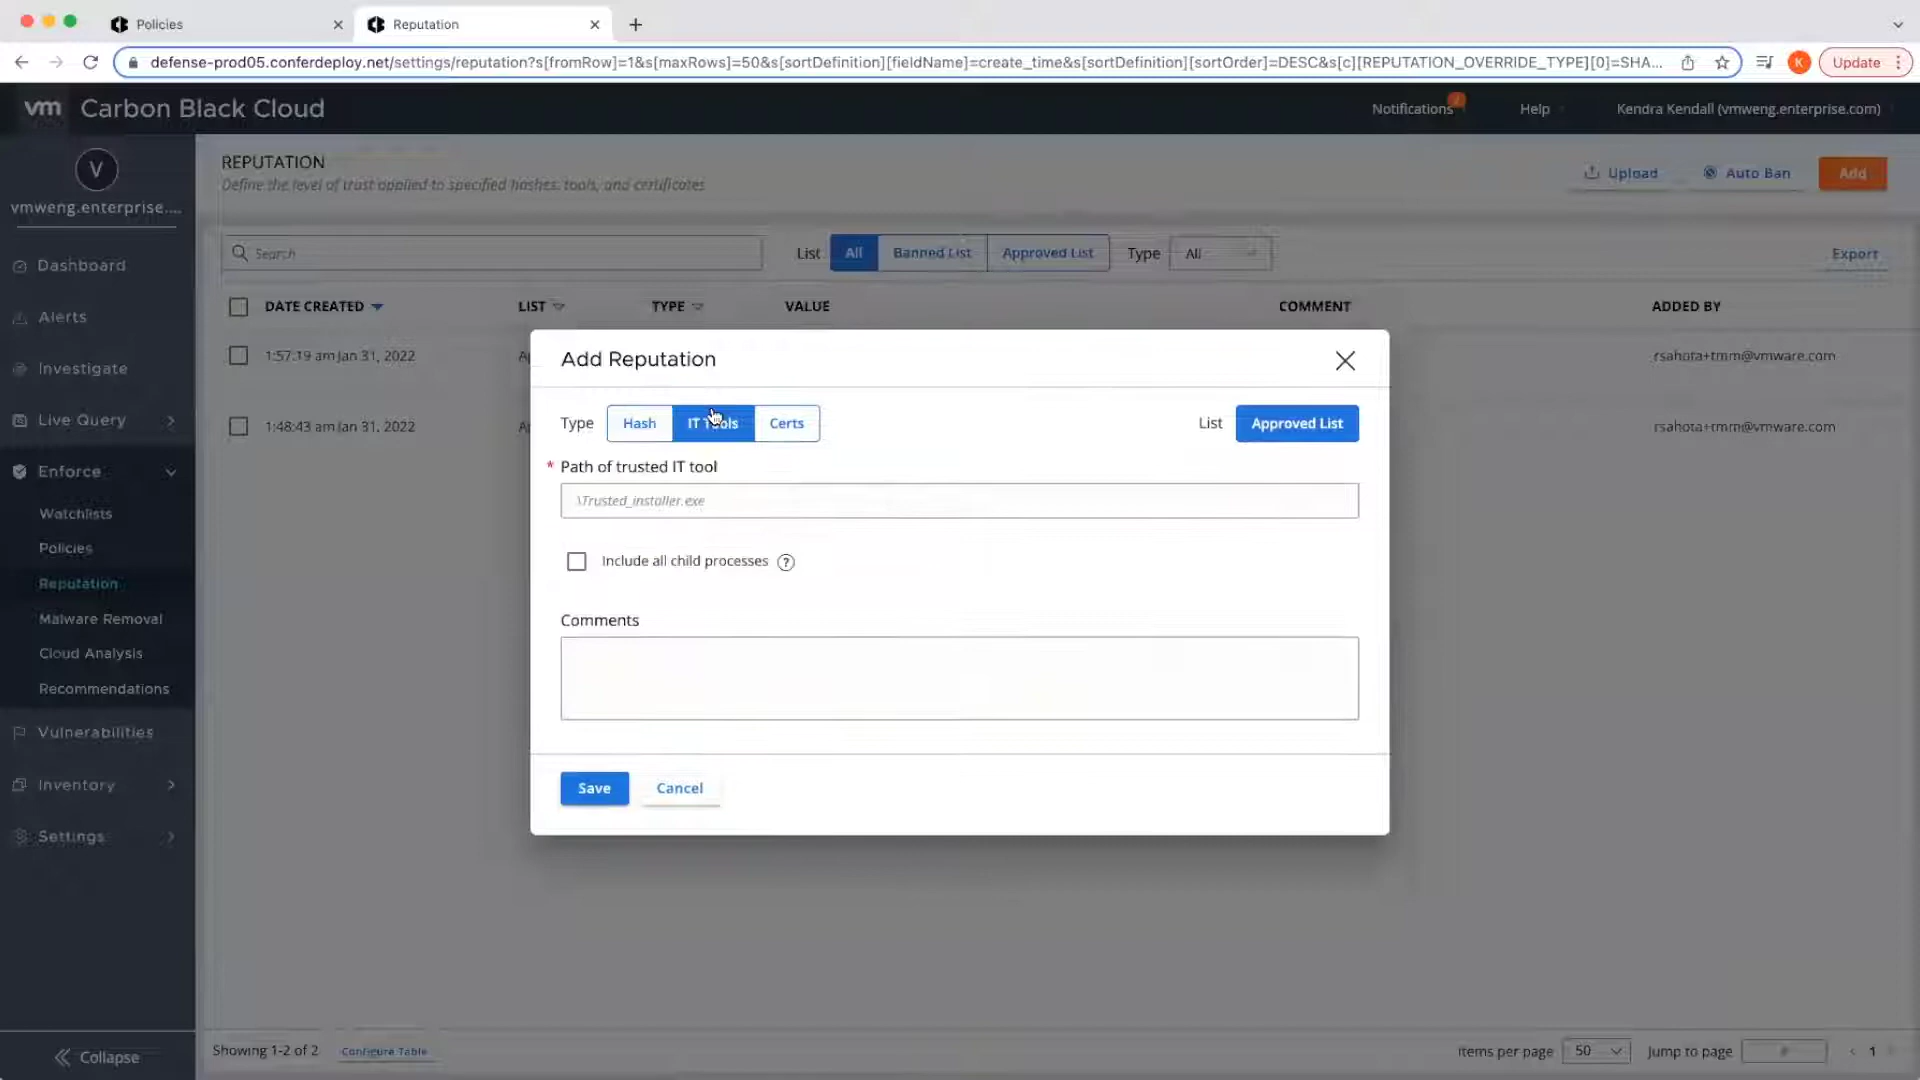 Policies
Reputation
defense-prod05.conferdeploy.net/settings/reputation?s[fromRow]=1&s[maxRows]=50&s[sortDefinition][fieldName]=create_time&s[sortDefinition][sortOrder]=DESC&s[c][REPUTATION_OVERRIDE_TYPE][0]=SHA...
K
Update
vm Carbon Black Cloud
Notifications
Help
Kendra Kendall (vmweng.enterprise.com)
V
vmweng.enterprise....
Dashboard
Alerts
Investigate
Live Query
Enforce
Watchlists
Policies
Reputation
Malware Removal
Cloud Analysis
Recommendations
Vulnerabilities
Inventory
Settings
Collapse
REPUTATION
Define the level of trust applied to specified hashes, tools, and certificates
Upload
Auto Ban
Add
Search
List All Banned List Approved List Type All
Export
DATE CREATED LIST TYPE VALUE COMMENT ADDED BY
1:57:19 am Jan 31, 2022 rsahota+tmm@vmware.com
1:48:43 am Jan 31, 2022 rsahota+tmm@vmware.com
Add Reputation
Type Hash IT Tools Certs List Approved List
* Path of trusted IT tool
\Trusted_installer.exe
Include all child processes ?
Comments
Save Cancel
Showing 1-2 of 2 Configure Table
Items per page 50 Jump to page 1